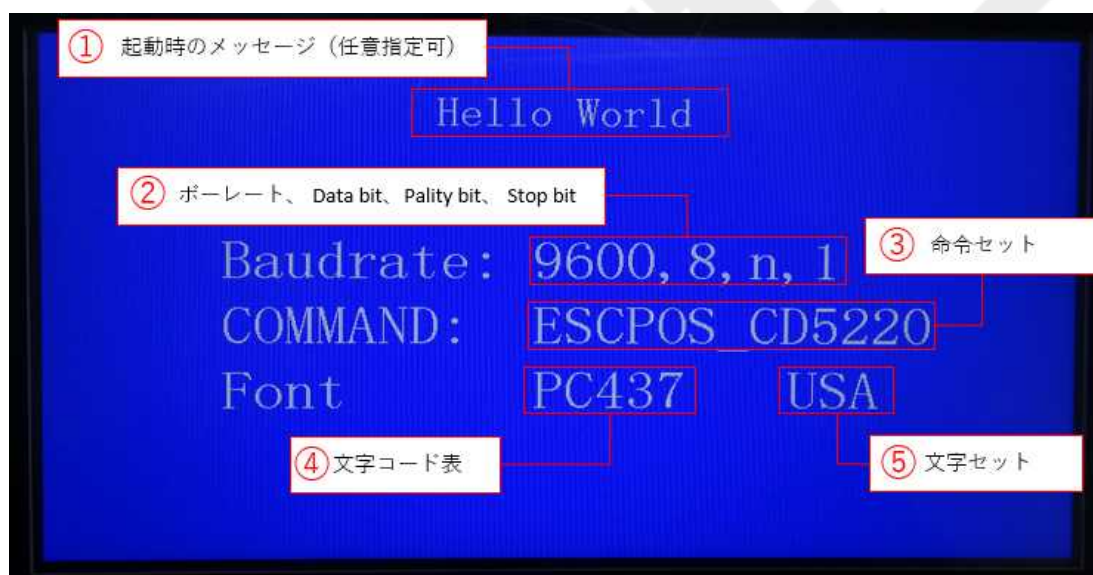 ① 起動時のメッセージ（任意指定可）
Hello World
② ボーレート、 Data bit、 Pality bit、 Stop bit
Baudrate: 9600, 8, n, 1
③ 命令セット
COMMAND: ESCPOS_CD5220
Font PC437 USA
④ 文字コード表
⑤ 文字セット